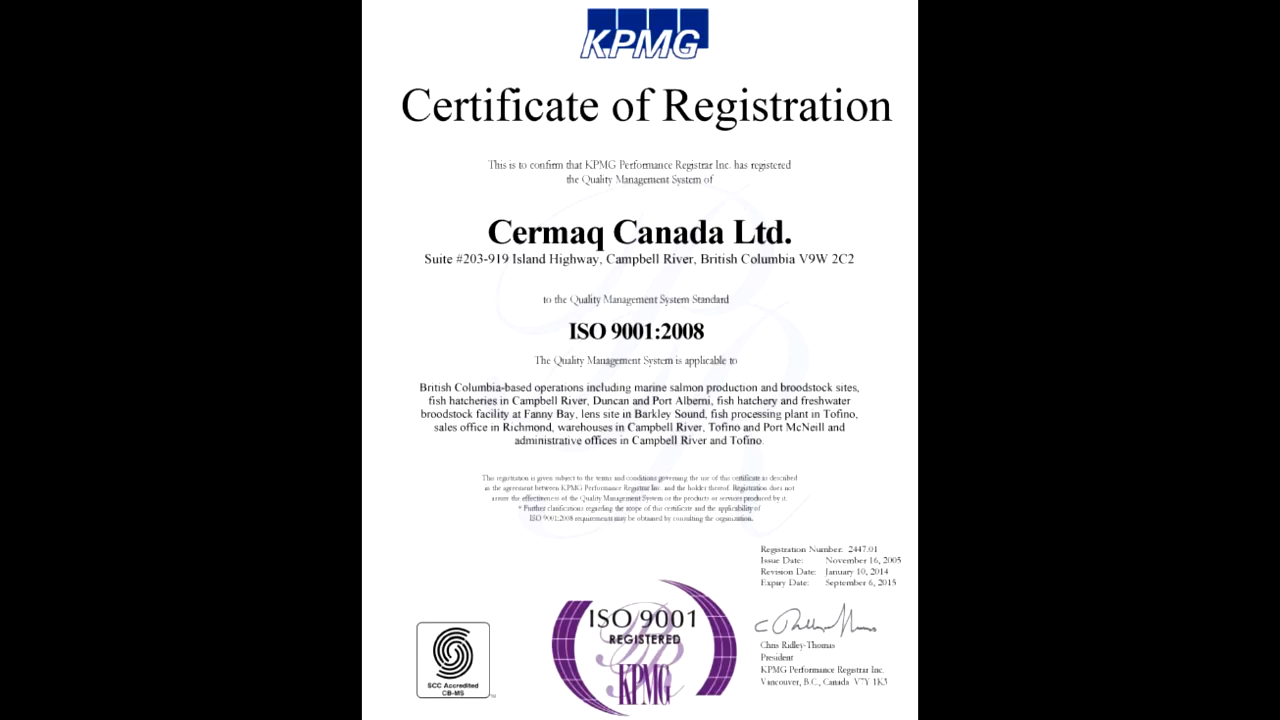 KPMG
Certificate of Registration
This is to confirm that KPMG Performance Registrar Inc. has registered
the Quality Management System of
Cermaq Canada Ltd.
Suite #203-919 Island Highway, Campbell River, British Columbia V9W 2C2
to the Quality Management System Standard
ISO 9001:2008
The Quality Management System is applicable to
British Columbia-based operations including marine salmon production and broodstock sites,
fish hatcheries in Campbell River, Duncan and Port Alberni, fish hatchery and freshwater
broodstock facility at Fanny Bay, lens site in Barkley Sound, fish processing plant in Tofino,
sales office in Richmond, warehouses in Campbell River, Tofino and Port McNeill and
administrative offices in Campbell River and Tofino.
This registration is given subject to the terms and conditions governing the use of this certificate as described
in the agreement between KPMG Performance Registrar Inc. and the holder thereof. Registration does not
assure the effectiveness of the Quality Management System or the products or services produced by it.
* Further clarifications regarding the scope of this certificate and the applicability of
ISO 9001:2008 requirements may be obtained by consulting the organization.
Registration Number: 2447.01
Issue Date: November 16, 2005
Revision Date: January 10, 2014
Expiry Date: September 6, 2015
ISO 9001
REGISTERED
KPMG
SCC Accredited
CB-MS
TM
Chris Ridley-Thomas
President
KPMG Performance Registrar Inc.
Vancouver, B.C., Canada V7Y 1K3